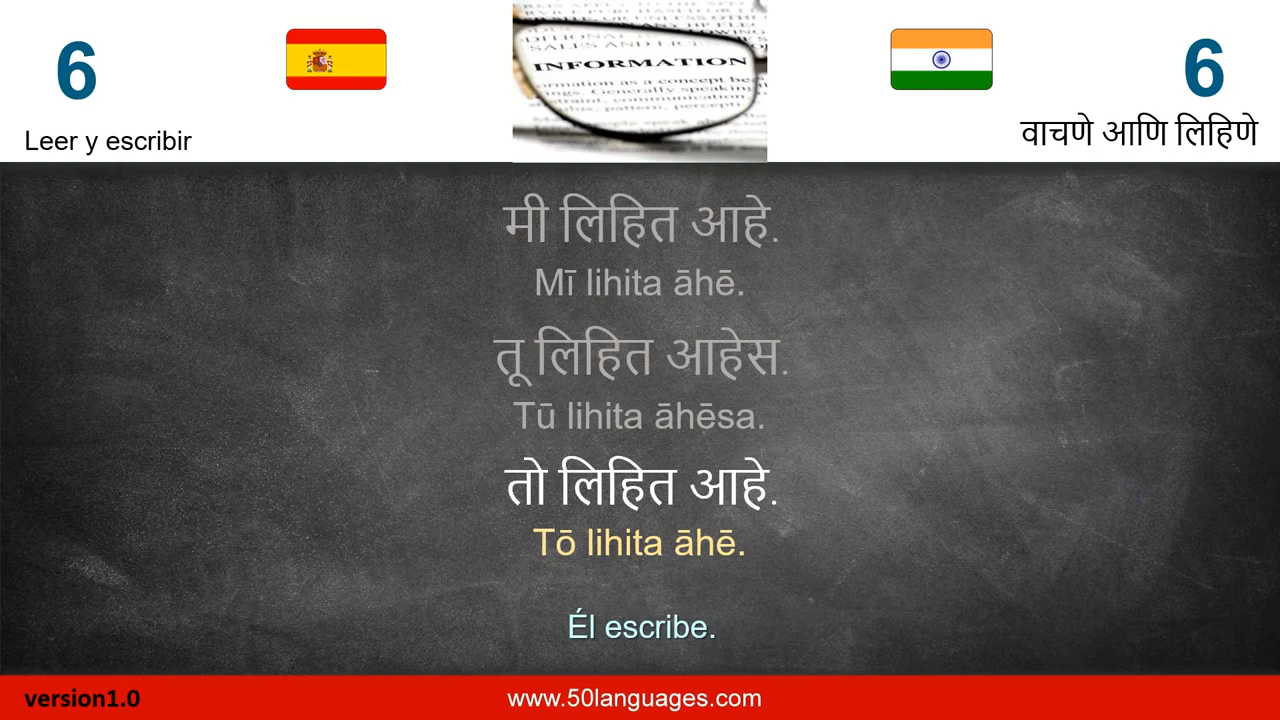 6
6
Leer y escribir
वाचणे आणि लिहिणे
INFORMATION
मी लिहित आहे.
Mī lihita āhē.
तू लिहित आहेस.
Tū lihita āhēsa.
तो लिहित आहे.
Tō lihita āhē.
Él escribe.
version1.0
www.50languages.com